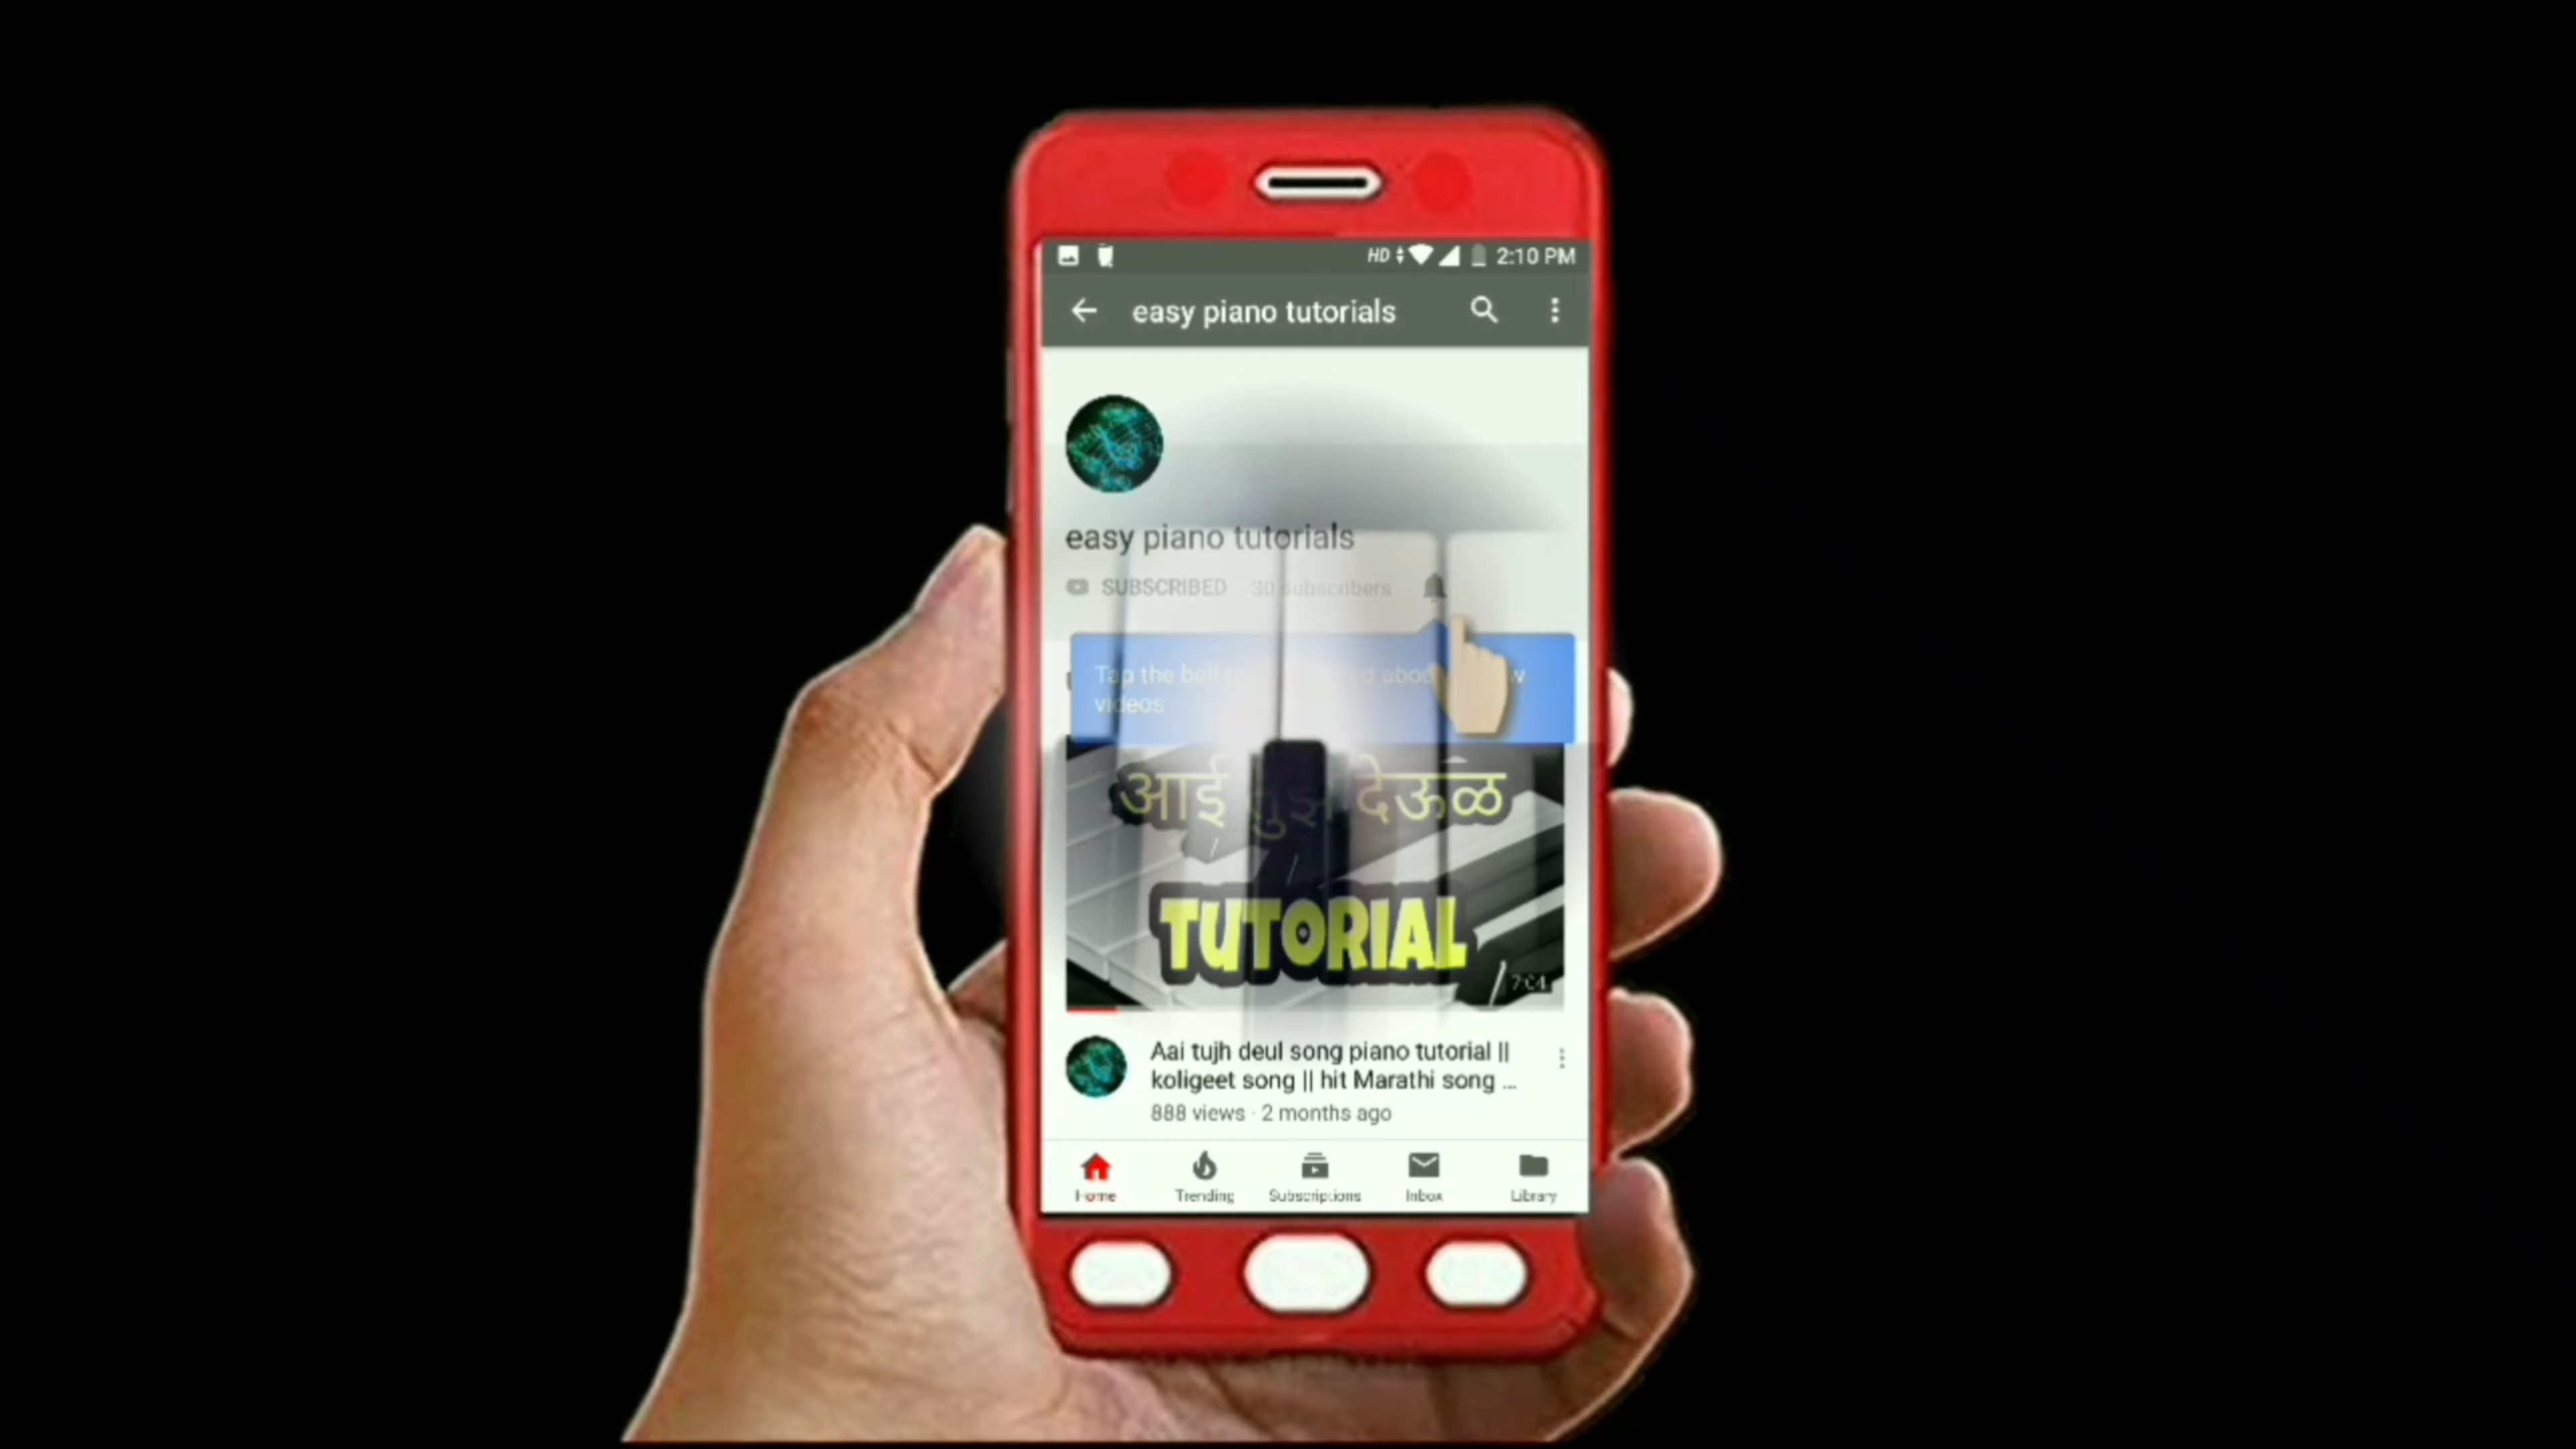 HD 2:10 PM
easy piano tutorials
easy piano tutorials
SUBSCRIBED 30 subscribers
Tap the bell
videos
आई तुझं देऊळ
TUTORIAL
7:04
Aai tujh deul song piano tutorial ||
koligeet song || hit Marathi song ...
888 views · 2 months ago
Home Trending Subscriptions Inbox Library